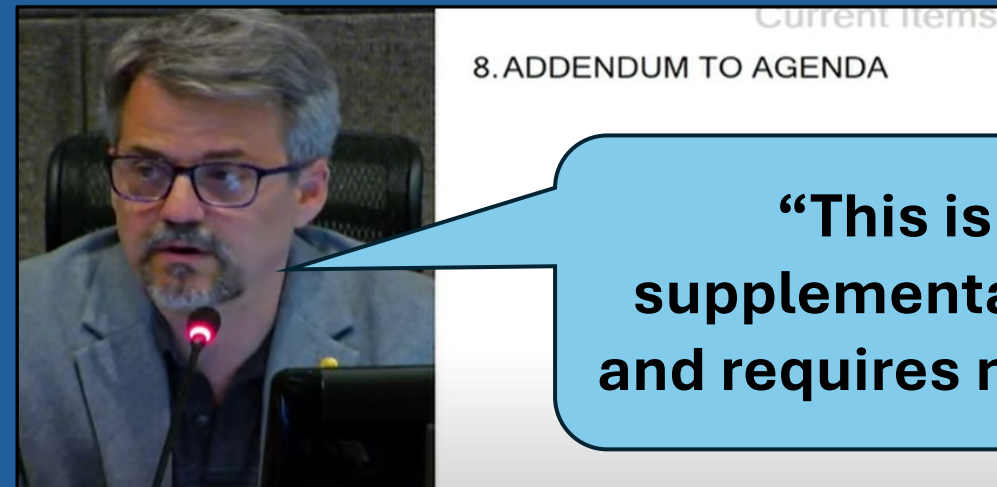 Current Items
8. ADDENDUM TO AGENDA
“This is
and requires